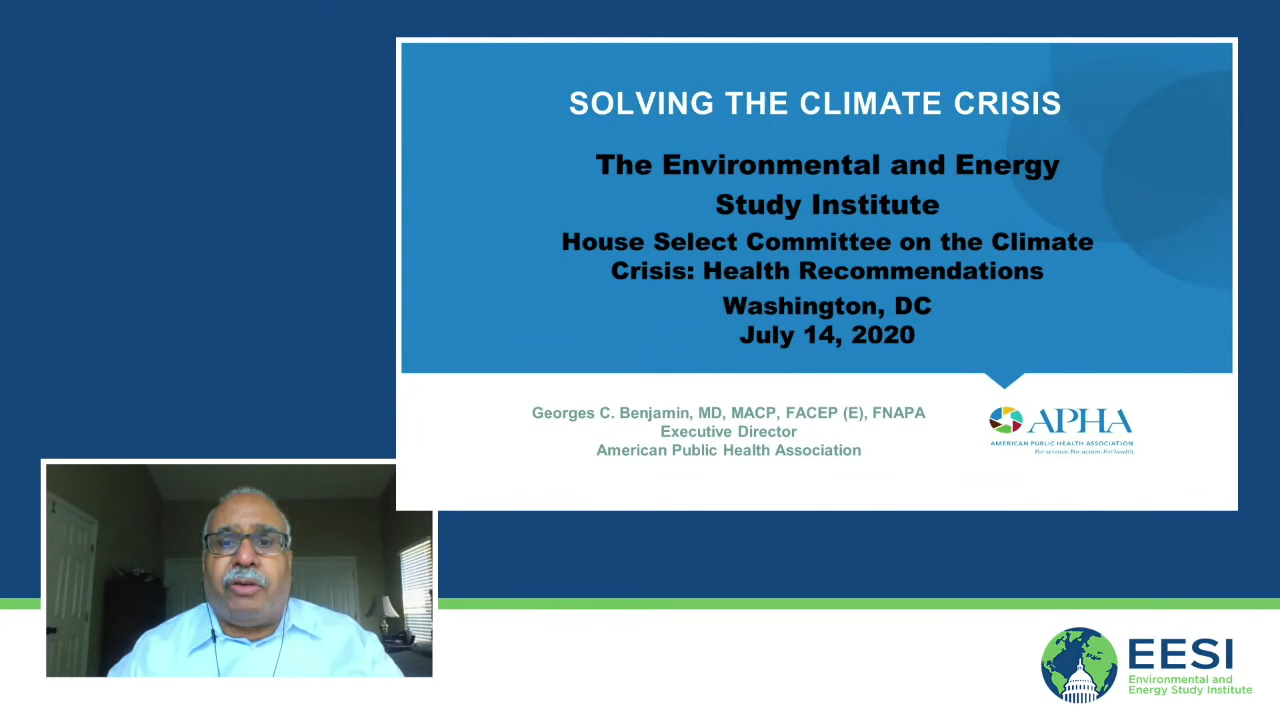 SOLVING THE CLIMATE CRISIS
The Environmental and Energy
Study Institute
House Select Committee on the Climate
Crisis: Health Recommendations
Washington, DC
July 14, 2020
Georges C. Benjamin, MD, MACP, FACEP (E), FNAPA
Executive Director
American Public Health Association
APHA
AMERICAN PUBLIC HEALTH ASSOCIATION
For science. For action. For health.
EESI
Environmental and
Energy Study Institute